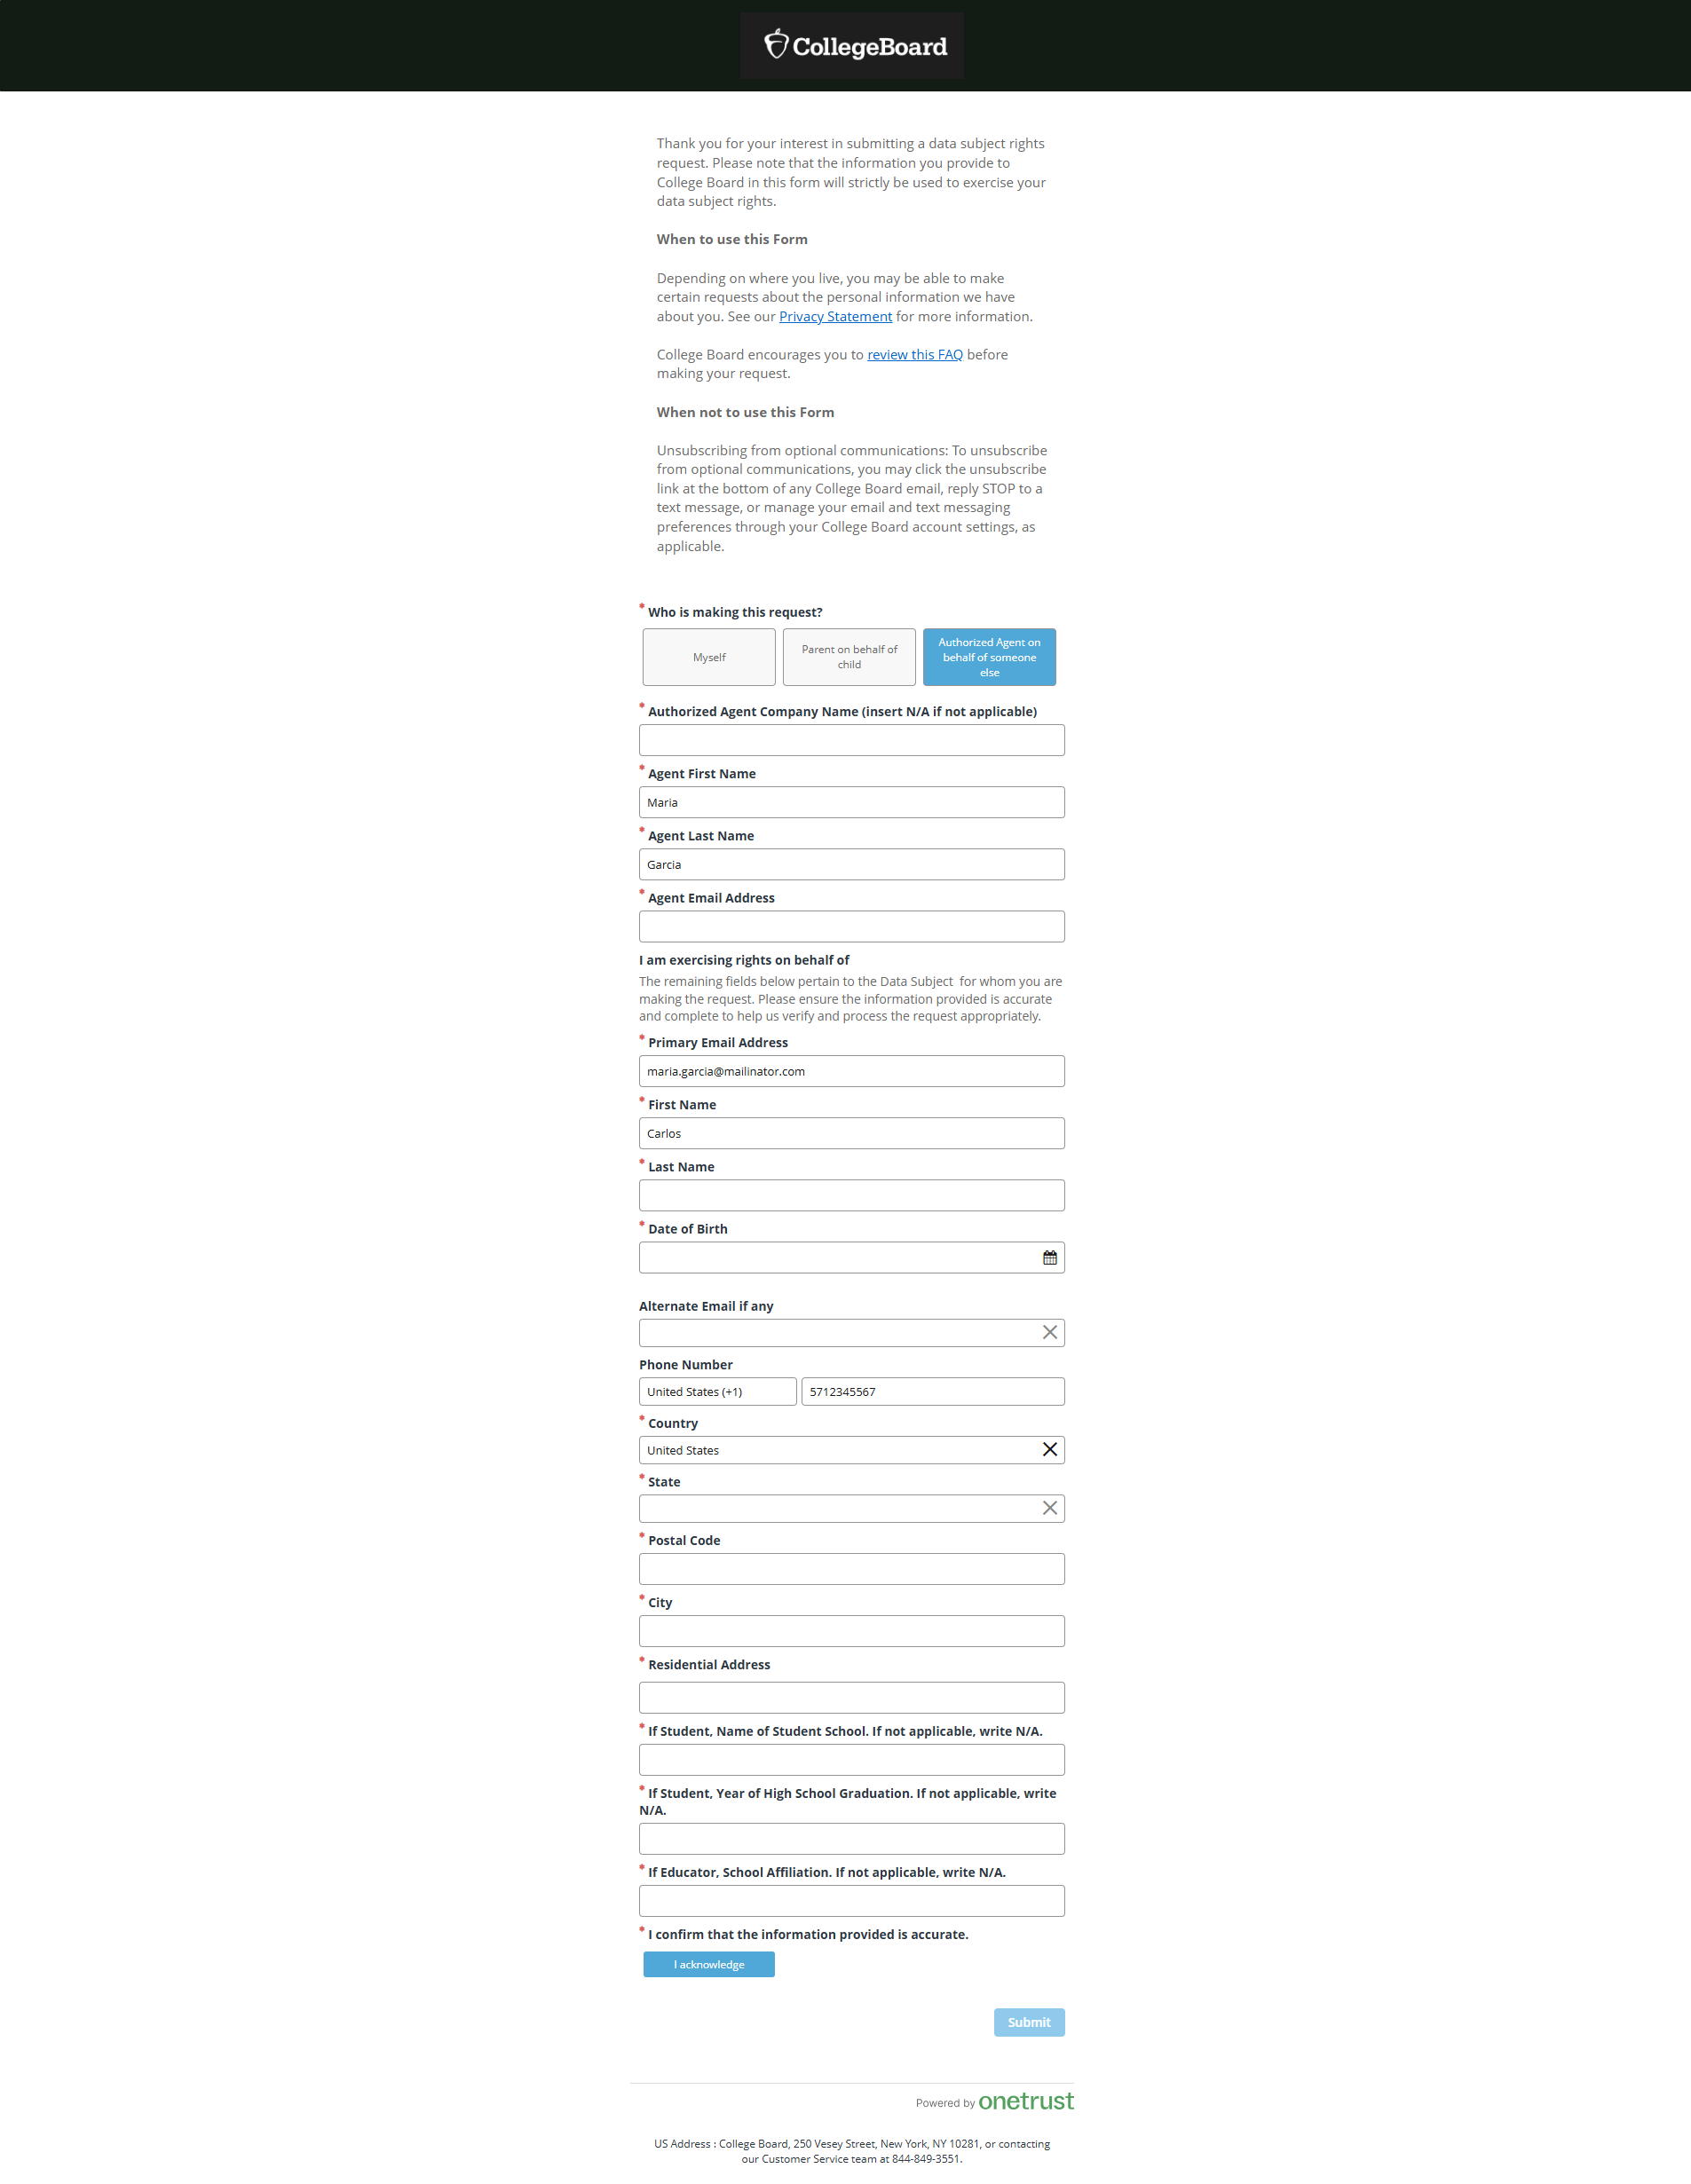 CollegeBoard
Thank you for your interest in submitting a data subject rights
request. Please note that the information you provide to
College Board in this form will strictly be used to exercise your
data subject rights.
When to use this Form
Depending on where you live, you may be able to make
certain requests about the personal information we have
about you. See our Privacy Statement for more information.
College Board encourages you to review this FAQ before
making your request.
When not to use this Form
Unsubscribing from optional communications: To unsubscribe
from optional communications, you may click the unsubscribe
link at the bottom of any College Board email, reply STOP to a
text message, or manage your email and text messaging
preferences through your College Board account settings, as
applicable.
* Who is making this request?
Myself
Parent on behalf of
child
Authorized Agent on
behalf of someone
else
* Authorized Agent Company Name (insert N/A if not applicable)
* Agent First Name
Maria
* Agent Last Name
Garcia
* Agent Email Address
I am exercising rights on behalf of
The remaining fields below pertain to the Data Subject for whom you are
making the request. Please ensure the information provided is accurate
and complete to help us verify and process the request appropriately.
* Primary Email Address
maria.garcia@mailinator.com
* First Name
Carlos
* Last Name
* Date of Birth
Alternate Email if any
Phone Number
United States (+1) 5712345567
* Country
United States
* State
* Postal Code
* City
* Residential Address
* If Student, Name of Student School. If not applicable, write N/A.
* If Student, Year of High School Graduation. If not applicable, write
N/A.
* If Educator, School Affiliation. If not applicable, write N/A.
* I confirm that the information provided is accurate.
I acknowledge
Submit
Powered by onetrust
US Address : College Board, 250 Vesey Street, New York, NY 10281, or contacting
our Customer Service team at 844-849-3551.